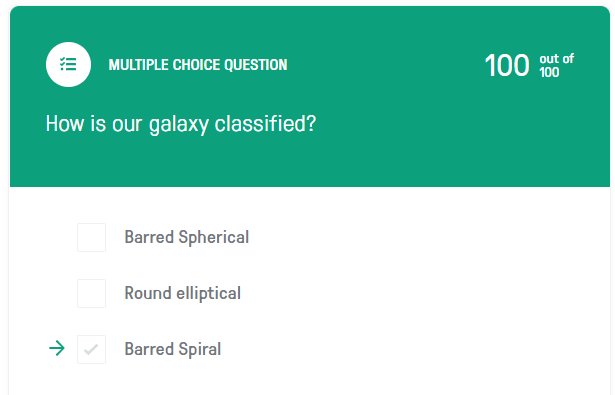 MULTIPLE CHOICE QUESTION
100 out of
100
How is our galaxy classified?
Barred Spherical
Round elliptical
Barred Spiral